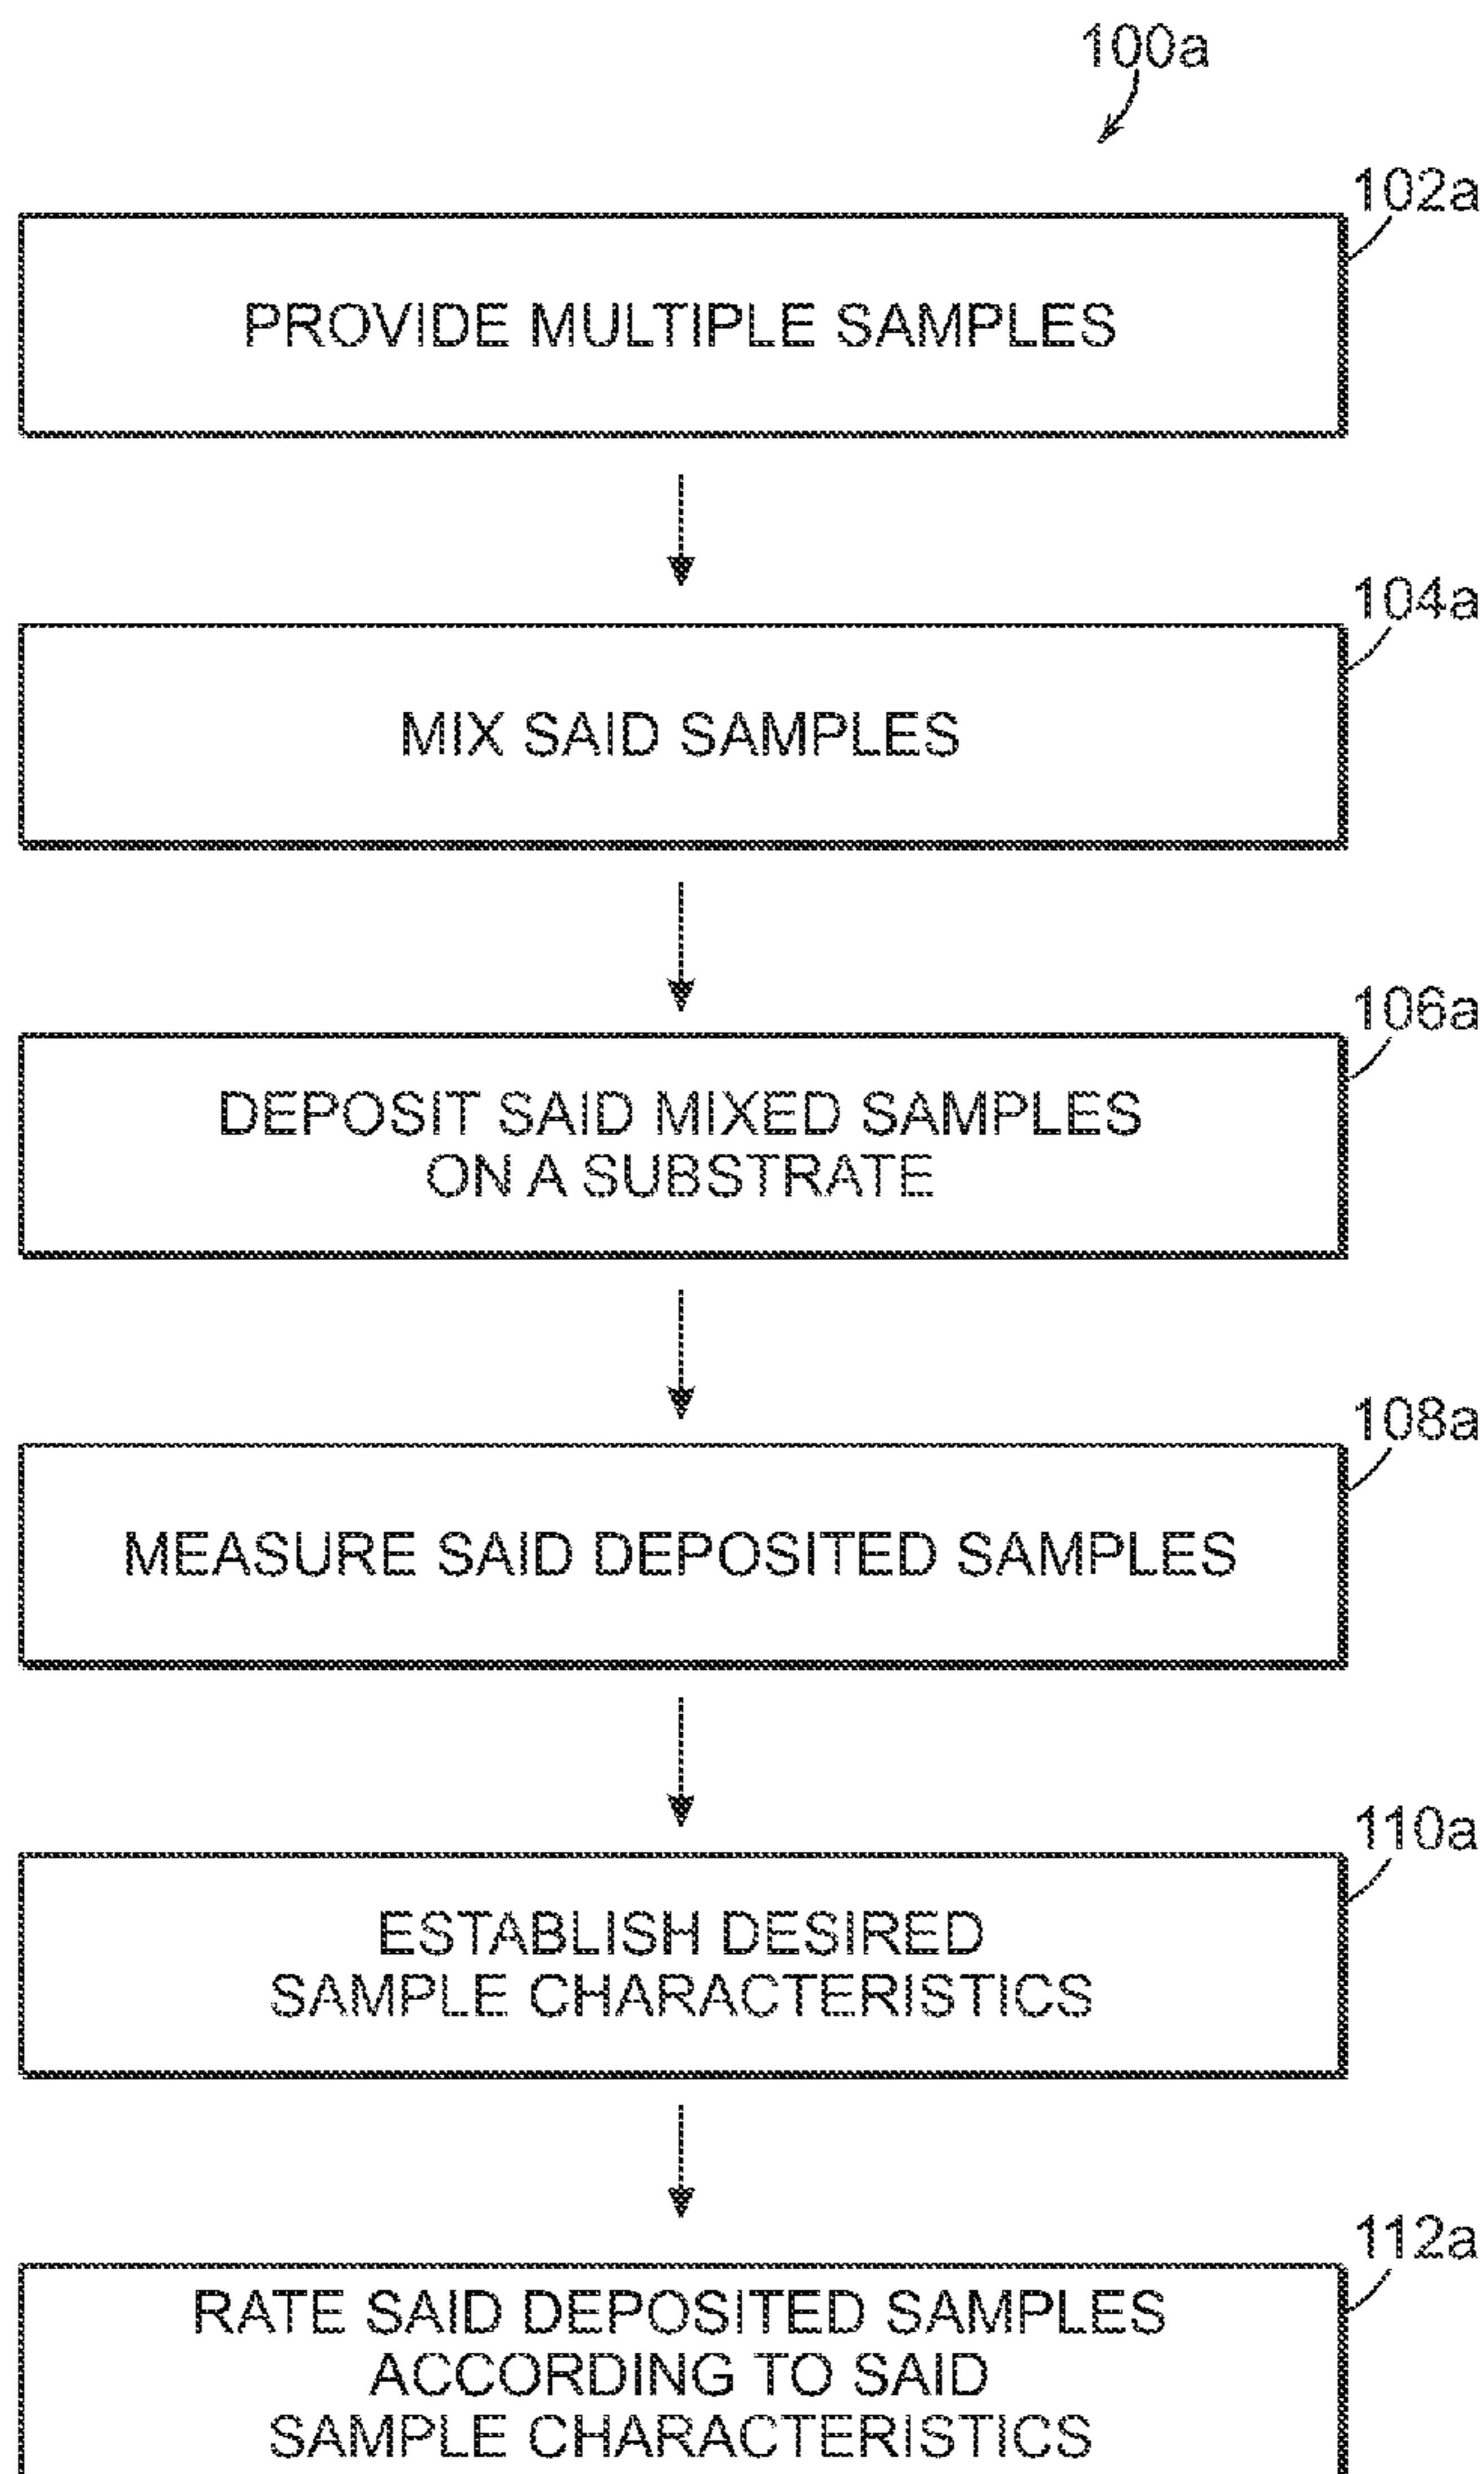 100a
102a
PROVIDE MULTIPLE SAMPLES
104a
MIX SAID SAMPLES
106a
DEPOSIT SAID MIXED SAMPLES
ON A SUBSTRATE
108a
MEASURE SAID DEPOSITED SAMPLES
110a
ESTABLISH DESIRED
SAMPLE CHARACTERISTICS
112a
RATE SAID DEPOSITED SAMPLES
ACCORDING TO SAID
SAMPLE CHARACTERISTICS